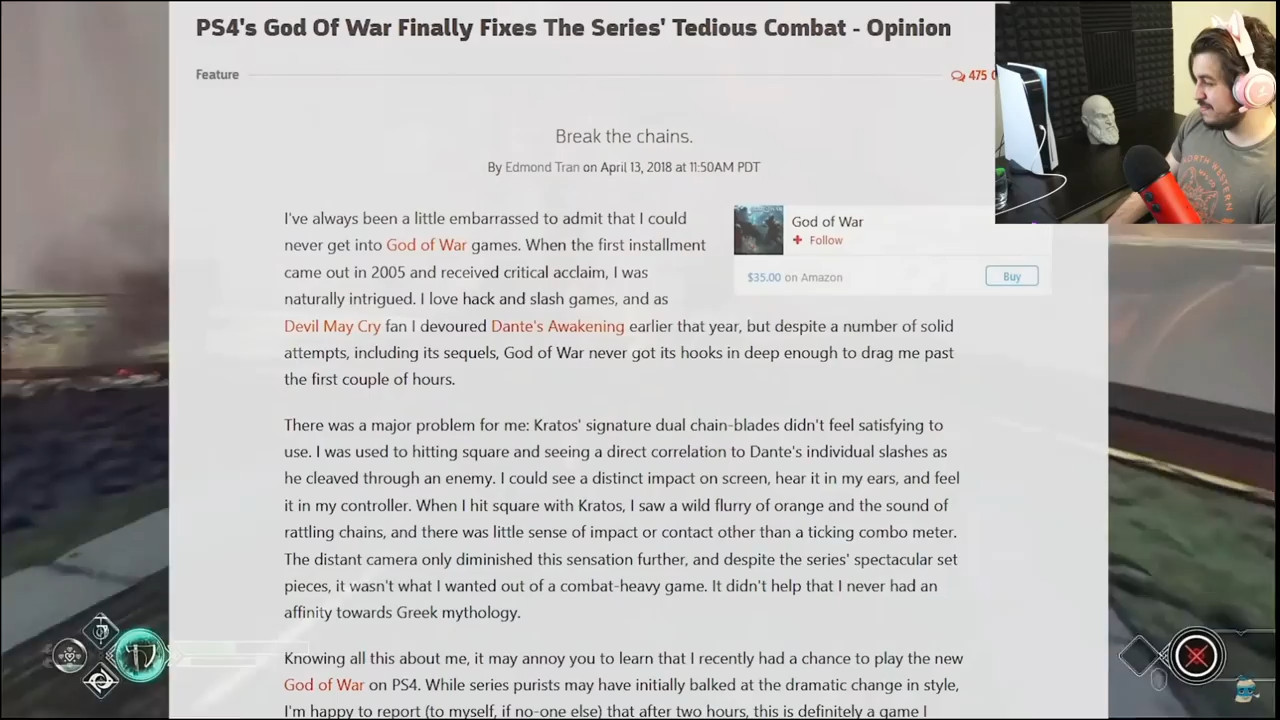 PS4's God Of War Finally Fixes The Series' Tedious Combat - Opinion
Feature
475
Break the chains.
By Edmond Tran on April 13, 2018 at 11:50AM PDT
I've always been a little embarrassed to admit that I could
never get into God of War games. When the first installment
came out in 2005 and received critical acclaim, I was
naturally intrigued. I love hack and slash games, and as
Devil May Cry fan I devoured Dante's Awakening earlier that year, but despite a number of solid
attempts, including its sequels, God of War never got its hooks in deep enough to drag me past
the first couple of hours.
God of War
+ Follow
$35.00 on Amazon
Buy
There was a major problem for me: Kratos' signature dual chain-blades didn't feel satisfying to
use. I was used to hitting square and seeing a direct correlation to Dante's individual slashes as
he cleaved through an enemy. I could see a distinct impact on screen, hear it in my ears, and feel
it in my controller. When I hit square with Kratos, I saw a wild flurry of orange and the sound of
rattling chains, and there was little sense of impact or contact other than a ticking combo meter.
The distant camera only diminished this sensation further, and despite the series' spectacular set
pieces, it wasn't what I wanted out of a combat-heavy game. It didn't help that I never had an
affinity towards Greek mythology.
Knowing all this about me, it may annoy you to learn that I recently had a chance to play the new
God of War on PS4. While series purists may have initially balked at the dramatic change in style,
I'm happy to report (to myself, if no-one else) that after two hours, this is definitely a game I